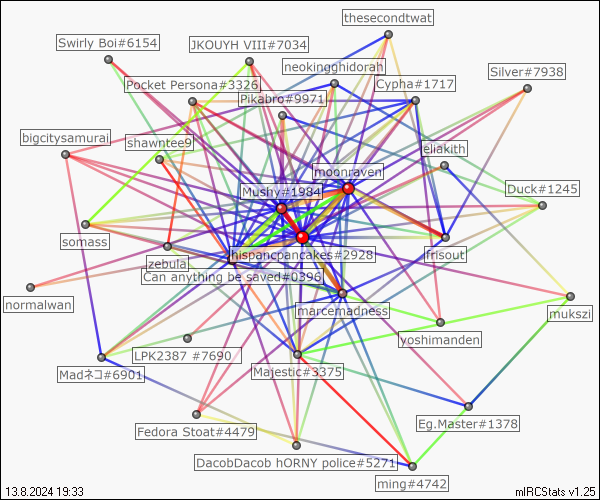 thesecondtwat
Swirly Boi#6154
JKOUYH VIII#7034
neokingghidorah
Silver#7938
Pocket Persona#3326
Cypha#1717
Pikabro#9971
bigcitysamurai
shawntee9
eliakith
moonraven
Mushy#1984
Duck#1245
somass
hispancpancakes#2928
frisout
zebula
Can anything be saved#0396
normalwan
marcemadness
mukszi
yoshimanden
LPK2387 #7690
Madネコ#6901
Majestic#3375
Eg.Master#1378
Fedora Stoat#4479
DacobDacob hORNY police#5271
ming#4742
13.8.2024 19:33
mIRCStats v1.25